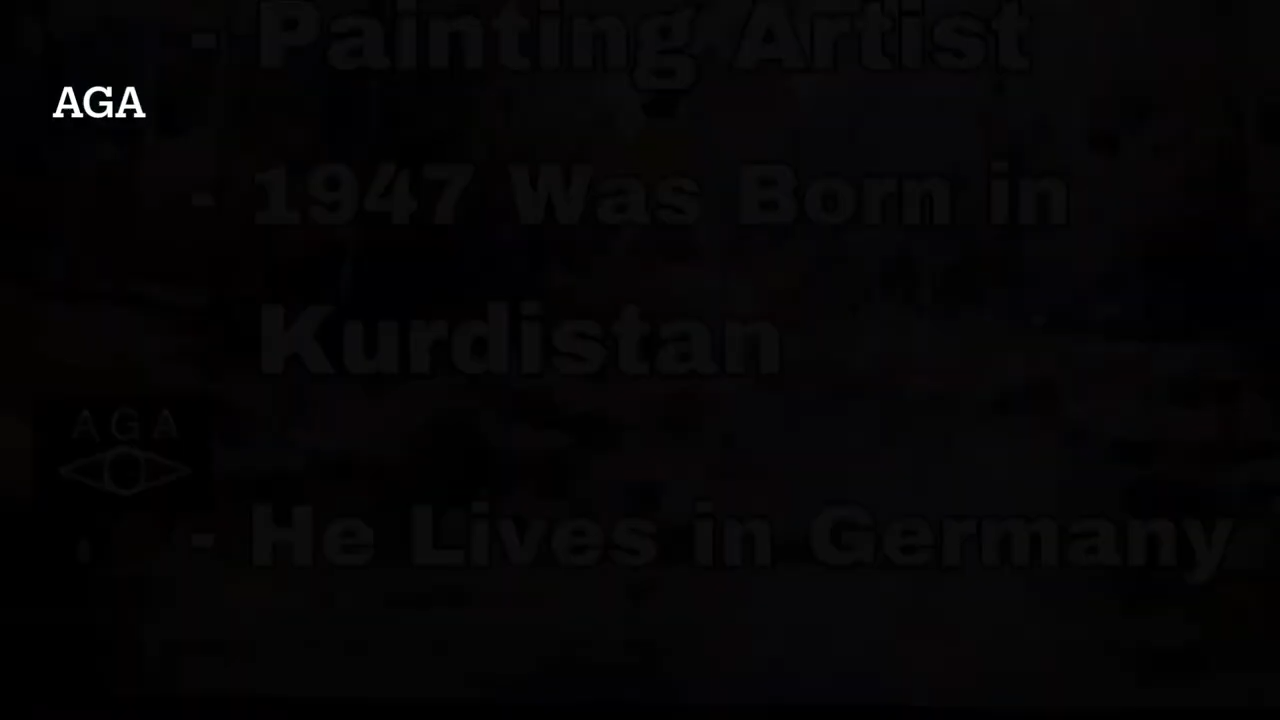 - Painting Artist
AGA
- 1947 Was Born in
Kurdistan
AGA
- He Lives in Germany